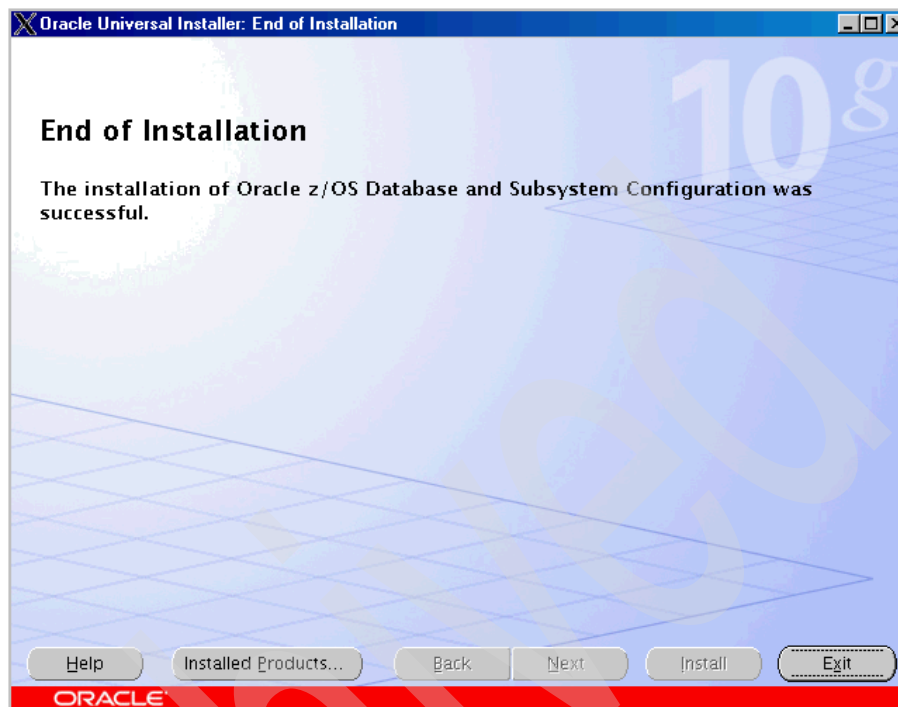 Oracle Universal Installer: End of Installation
10g
End of Installation
The installation of Oracle z/OS Database and Subsystem Configuration was
successful.
Help Installed Products... Back Next Install Exit
ORACLE